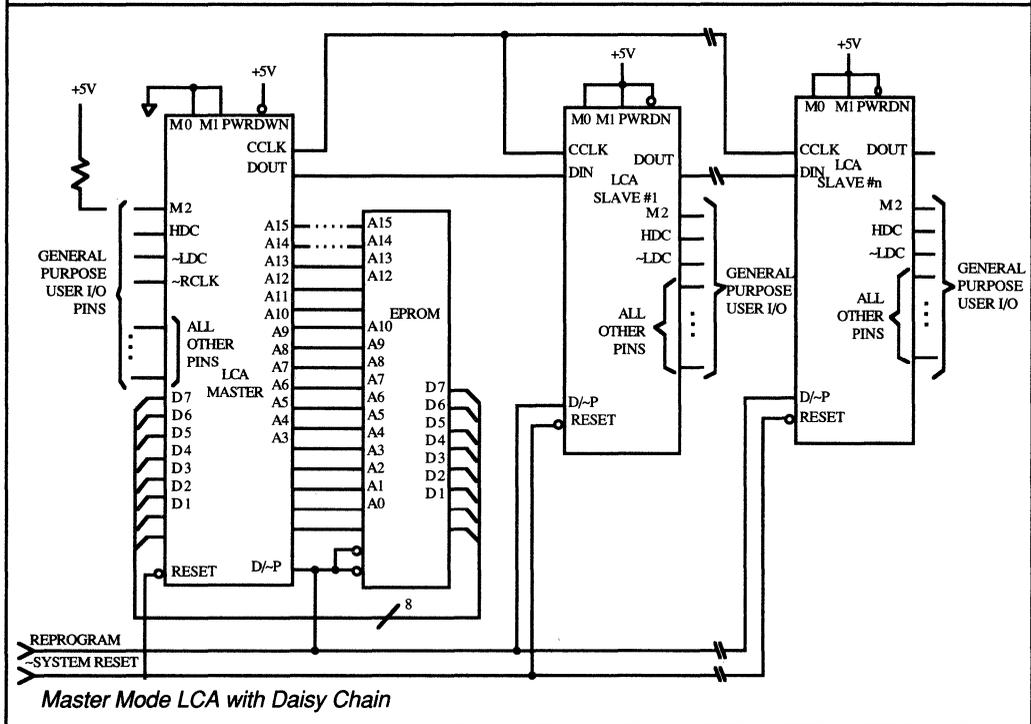 +5V
+5V
+5V
+5V
M0 M1 PWRDWN
CCLK
DOUT
M2
HDC
~LDC
~RCLK
GENERAL
PURPOSE
USER I/O
PINS
ALL
OTHER
PINS
LCA
MASTER
A15
A14
A13
A12
A11
A10
A9
A8
A7
A6
A5
A4
A3
D7
D6
D5
D4
D3
D2
D1
RESET
D/~P
A15
A14
A13
A12
EPROM
A10
A9
A8
A7
A6
A5
A4
A3
A2
A1
A0
D7
D6
D5
D4
D3
D2
D1
8
M0 M1 PWRDN
CCLK
DOUT
DIN
LCA
SLAVE #1
M2
HDC
~LDC
ALL
OTHER
PINS
GENERAL
PURPOSE
USER I/O
D/~P
RESET
M0 M1 PWRDN
CCLK
DOUT
DIN
LCA
SLAVE #n
M2
HDC
~LDC
ALL
OTHER
PINS
GENERAL
PURPOSE
USER I/O
D/~P
RESET
REPROGRAM
~SYSTEM RESET
Master Mode LCA with Daisy Chain